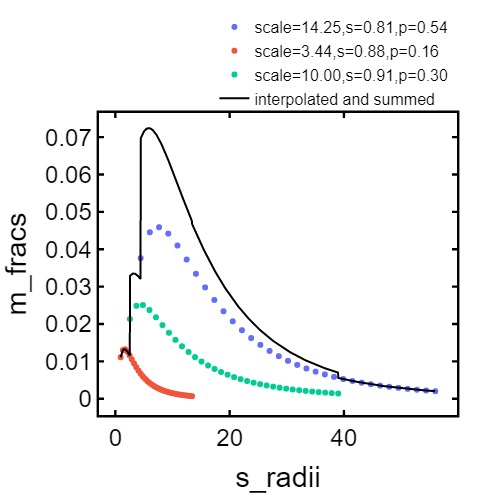 scale=14.25,s=0.81,p=0.54
scale=3.44,s=0.88,p=0.16
scale=10.00,s=0.91,p=0.30
interpolated and summed
0.07
0.06
0.05
0.04
0.03
0.02
0.01
0
m_fracs
0 20 40
s_radii